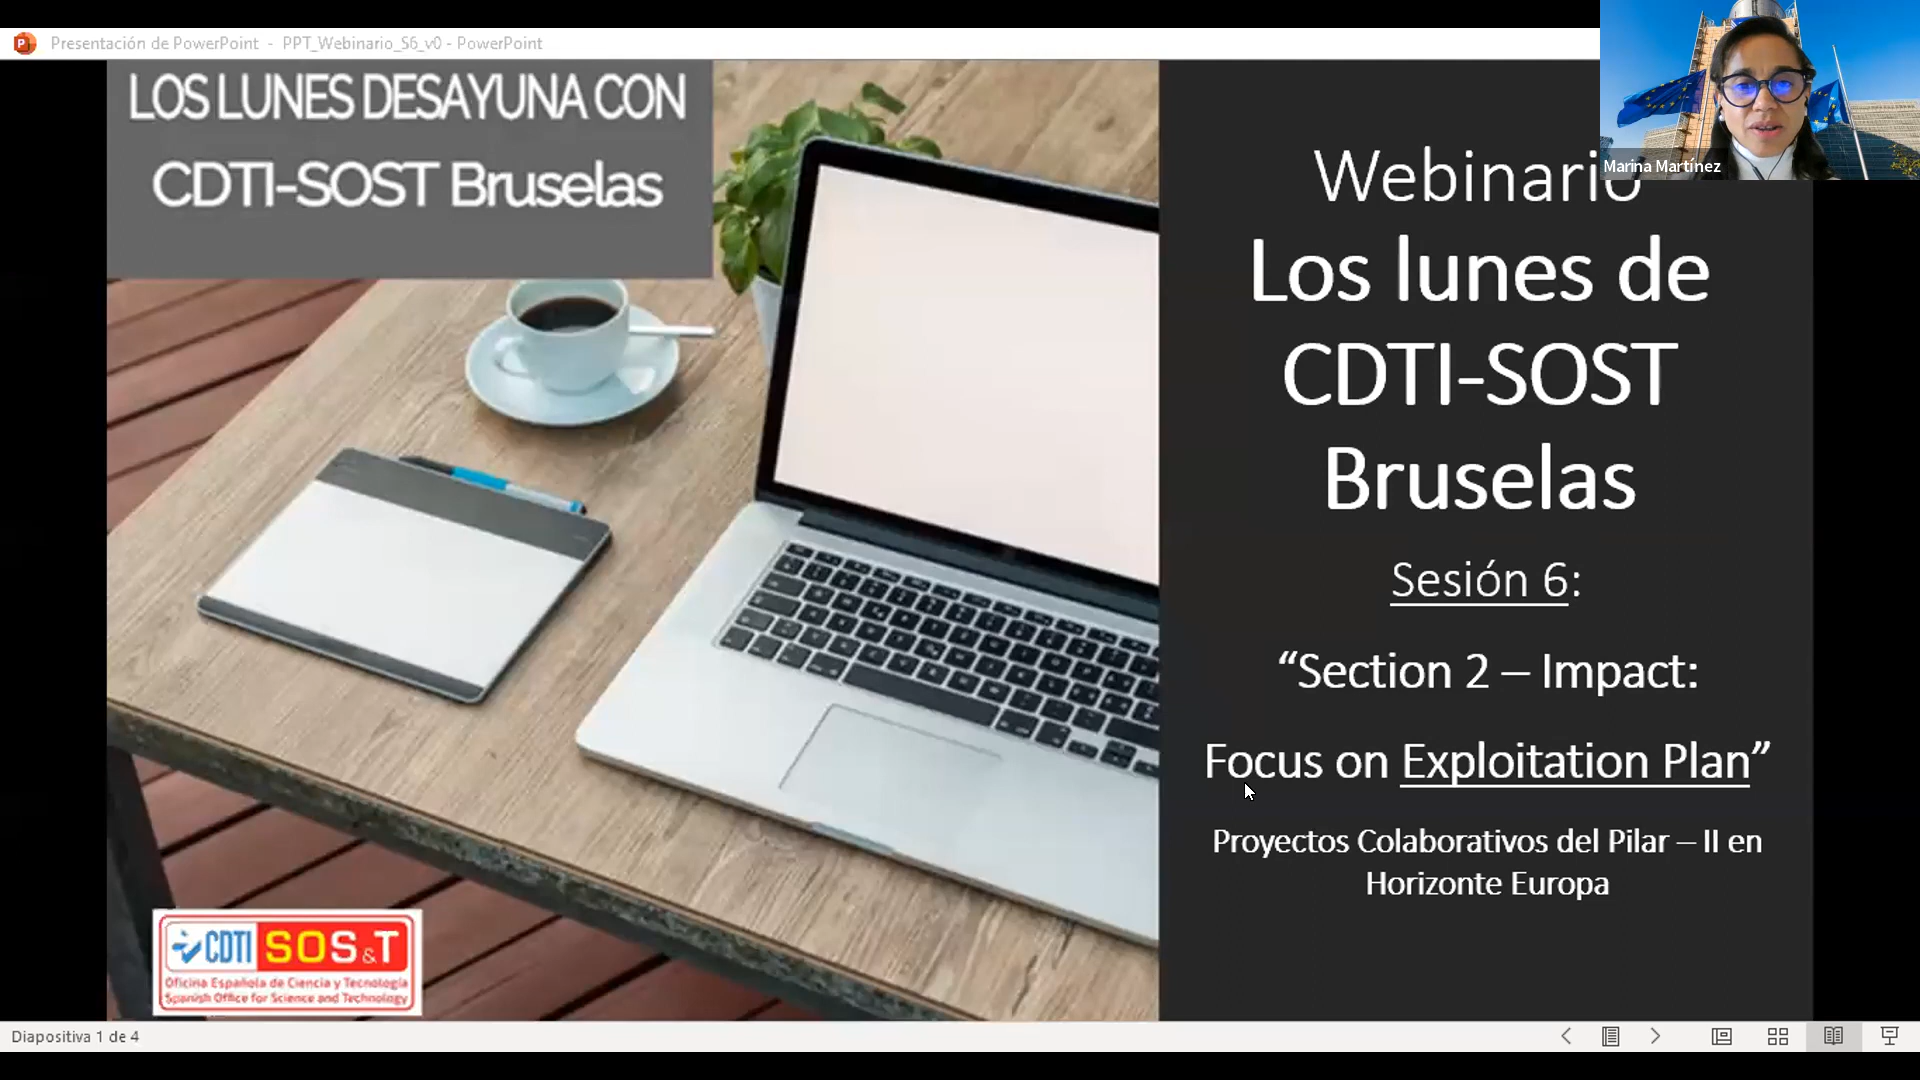 Presentación de PowerPoint - PPT_Webinario_S6_v0 - PowerPoint
LOS LUNES DESAYUNA CON
CDTI-SOST Bruselas
Marina Martínez
Webinario
Los lunes de
CDTI-SOST
Bruselas
Sesión 6:
“Section 2 – Impact:
Focus on Exploitation Plan”
Proyectos Colaborativos del Pilar – II en
Horizonte Europa
CDTI SOS&T
Oficina Española de Ciencia y Tecnología
Spanish Office for Science and Technology
Diapositiva 1 de 4